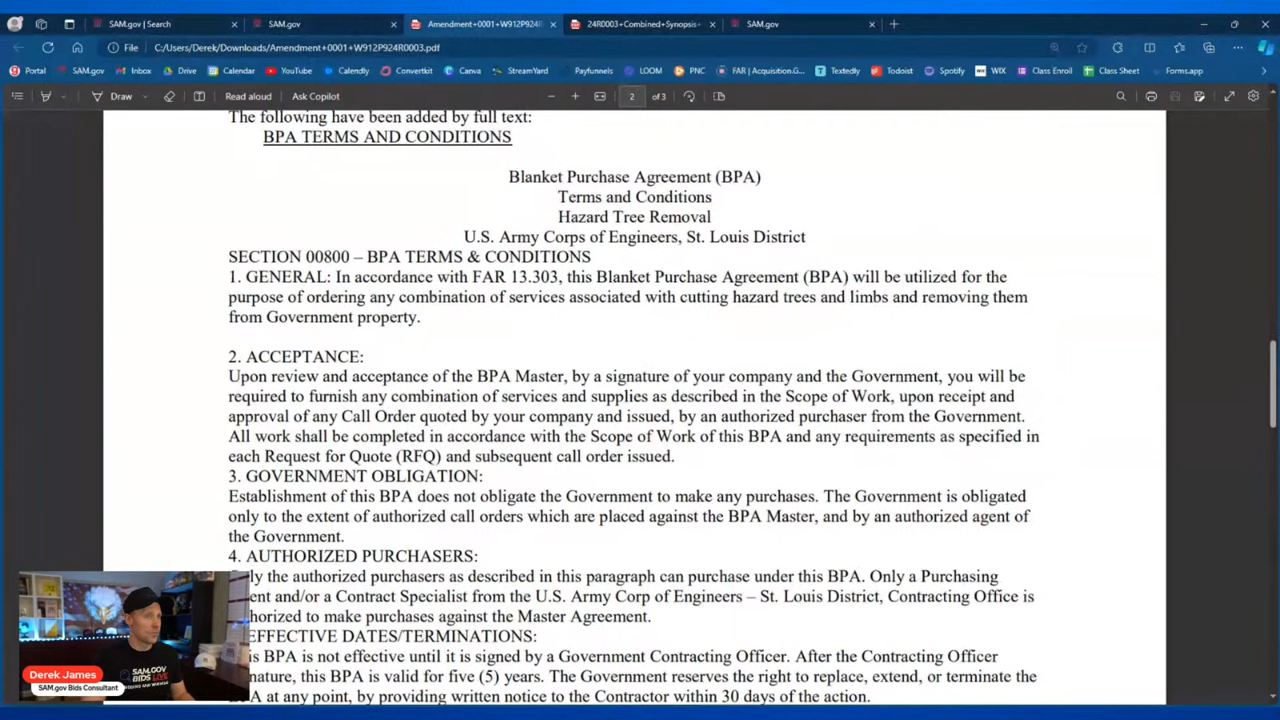 SAM.gov | Search
SAM.gov
Amendment+0001+W912P924R
24R0003+Combined+Synopsis
SAM.gov
File
C:/Users/Derek/Downloads/Amendment+0001+W912P924R0003.pdf
Portal
SAM.gov
Inbox
Drive
Calendar
YouTube
Calendly
Convertkit
Canva
StreamYard
Payfunnels
LOOM
PNC
FAR | Acquisition.G...
Textedly
Todoist
Spotify
WIX
Class Enroll
Class Sheet
Forms.app
Draw
Read aloud
Ask Copilot
2
of 3
The following have been added by full text:
BPA TERMS AND CONDITIONS
Blanket Purchase Agreement (BPA)
Terms and Conditions
Hazard Tree Removal
U.S. Army Corps of Engineers, St. Louis District
SECTION 00800 – BPA TERMS & CONDITIONS
1. GENERAL: In accordance with FAR 13.303, this Blanket Purchase Agreement (BPA) will be utilized for the
purpose of ordering any combination of services associated with cutting hazard trees and limbs and removing them
from Government property.
2. ACCEPTANCE:
Upon review and acceptance of the BPA Master, by a signature of your company and the Government, you will be
required to furnish any combination of services and supplies as described in the Scope of Work, upon receipt and
approval of any Call Order quoted by your company and issued, by an authorized purchaser from the Government.
All work shall be completed in accordance with the Scope of Work of this BPA and any requirements as specified in
each Request for Quote (RFQ) and subsequent call order issued.
3. GOVERNMENT OBLIGATION:
Establishment of this BPA does not obligate the Government to make any purchases. The Government is obligated
only to the extent of authorized call orders which are placed against the BPA Master, and by an authorized agent of
the Government.
4. AUTHORIZED PURCHASERS:
ly the authorized purchasers as described in this paragraph can purchase under this BPA. Only a Purchasing
ent and/or a Contract Specialist from the U.S. Army Corp of Engineers – St. Louis District, Contracting Office is
horized to make purchases against the Master Agreement.
EFFECTIVE DATES/TERMINATIONS:
is BPA is not effective until it is signed by a Government Contracting Officer. After the Contracting Officer
nature, this BPA is valid for five (5) years. The Government reserves the right to replace, extend, or terminate the
PA at any point, by providing written notice to the Contractor within 30 days of the action.
SAM.GOV
BIDS LIVE
Derek James
SAM.gov Bids Consultant